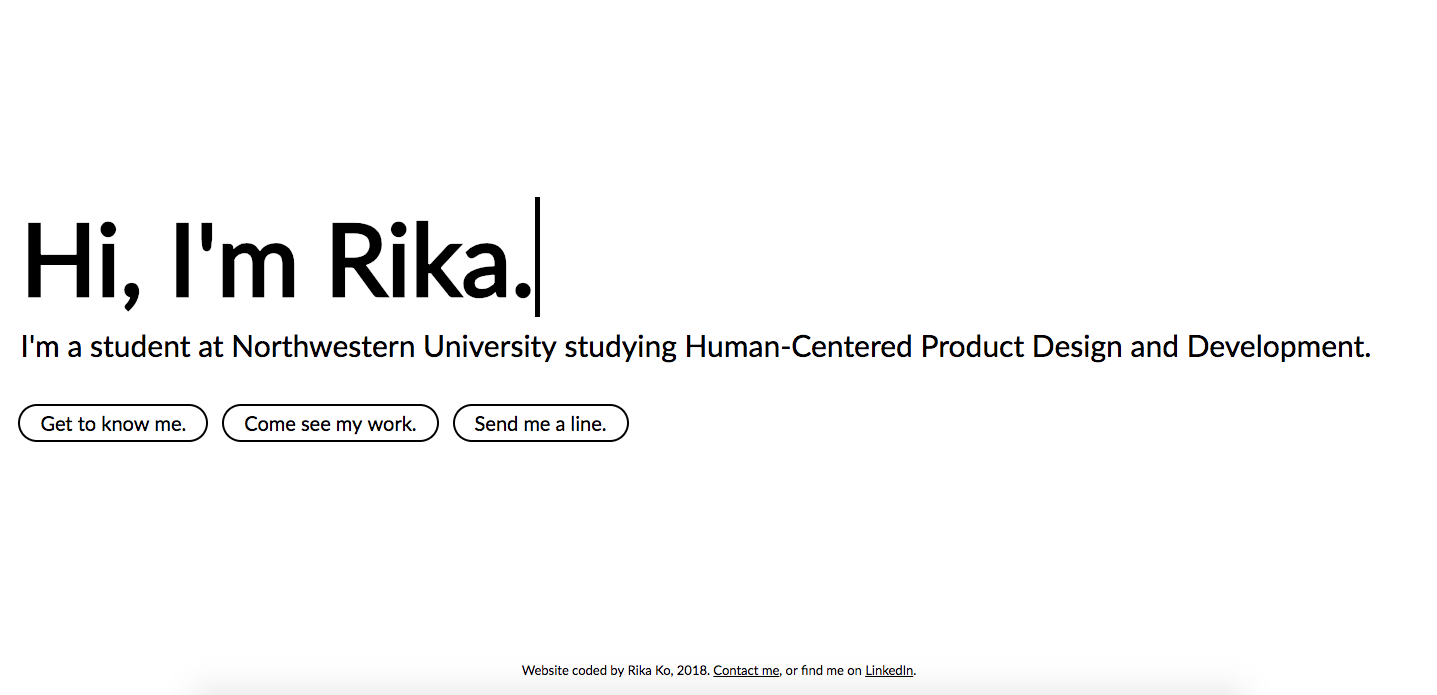 Hi, I'm Rika.
I'm a student at Northwestern University studying Human-Centered Product Design and Development.
Get to know me. Come see my work. Send me a line.
Website coded by Rika Ko, 2018. Contact me, or find me on LinkedIn.